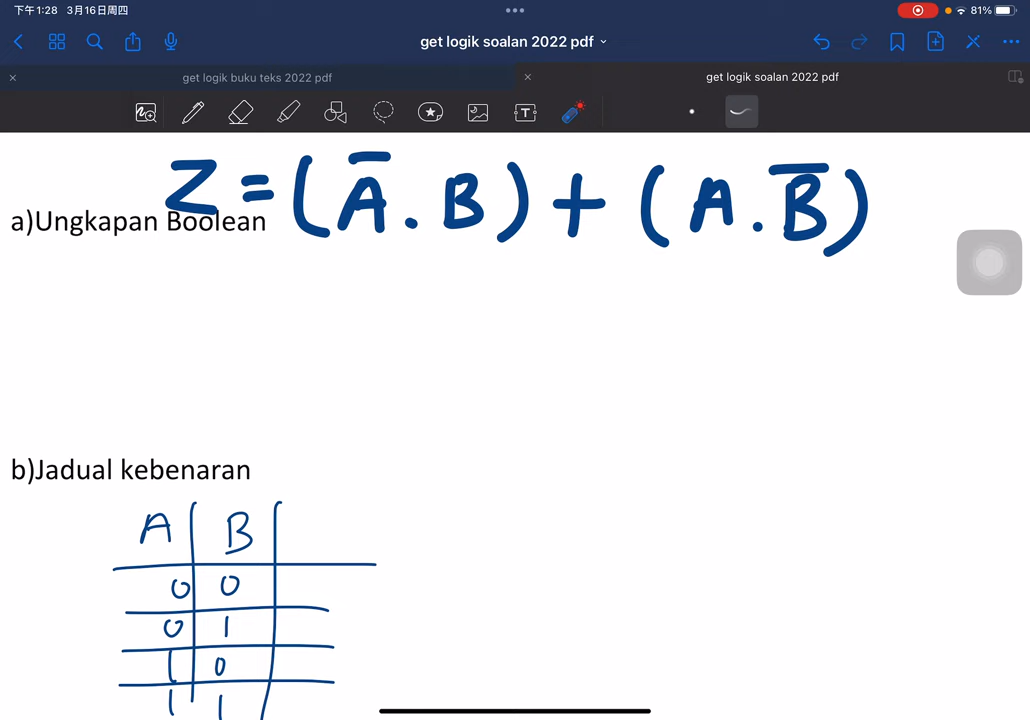 下午1:28 3月16日周四
81%
get logik soalan 2022 pdf
get logik buku teks 2022 pdf
get logik soalan 2022 pdf
Z = (A̅ . B) + (A . B̅)
a)Ungkapan Boolean
b)Jadual kebenaran
A B
0 0
0 1
1 0
1 1